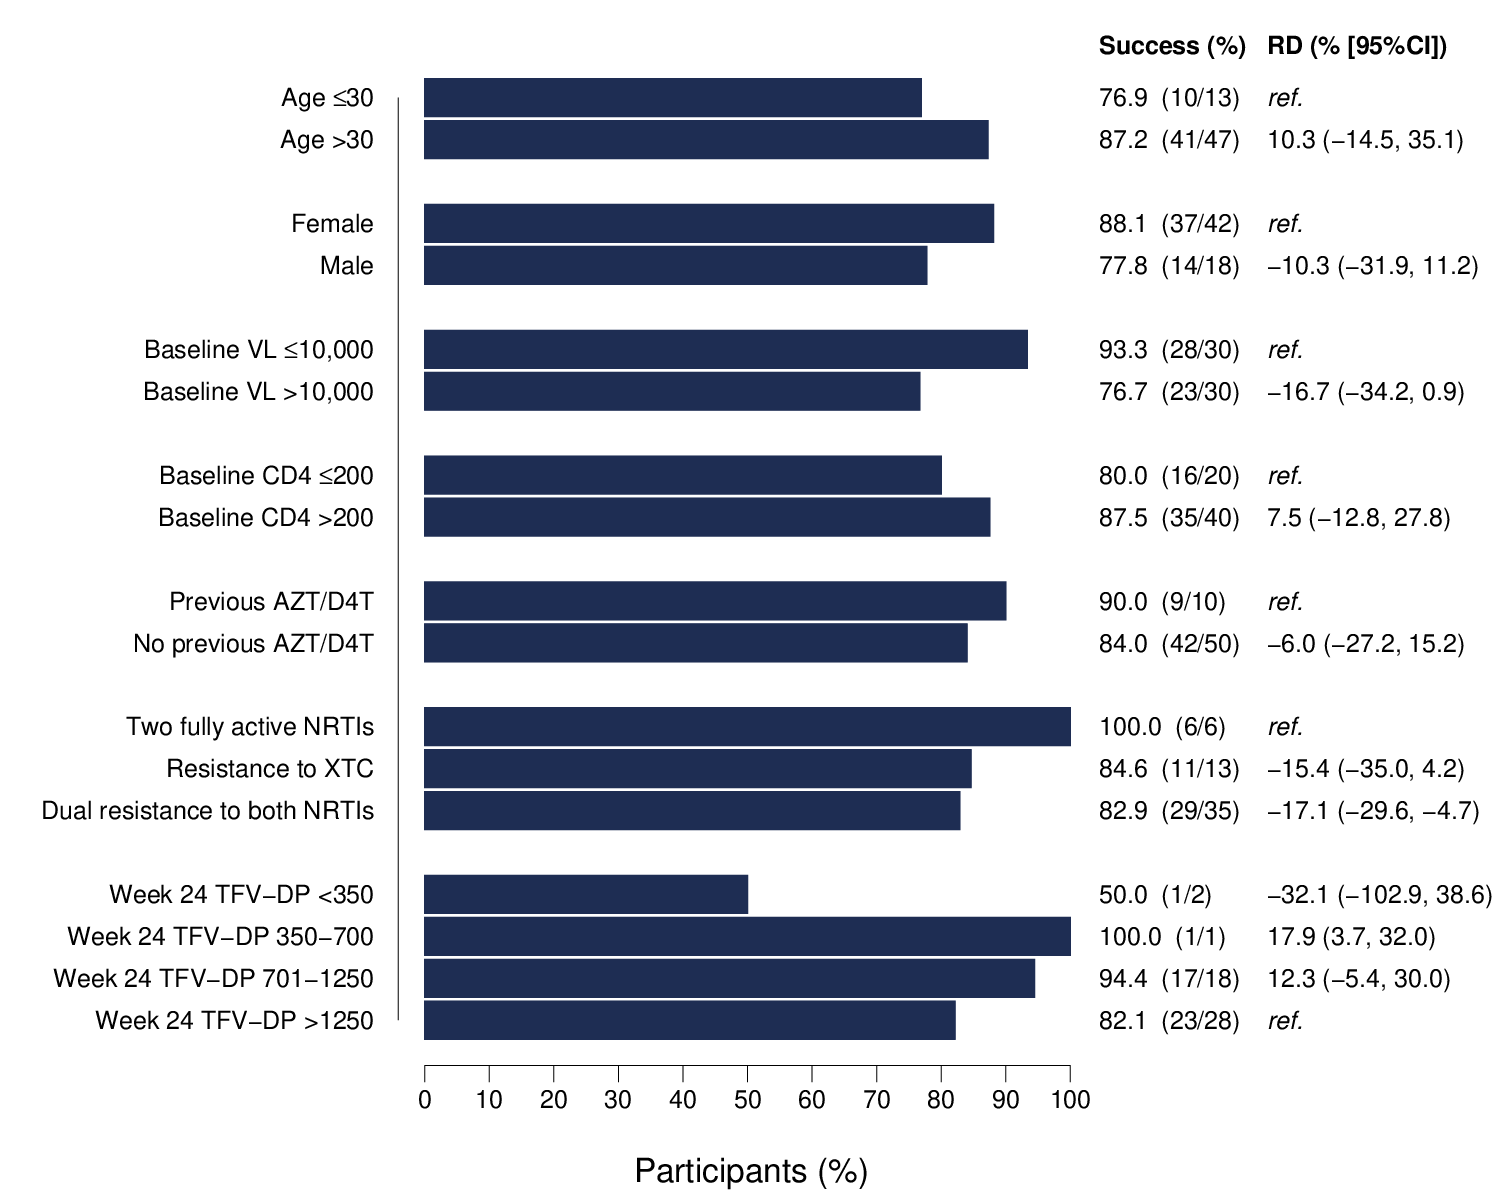 Success (%) RD (% [95%CI])
Age ≤30 76.9 (10/13) ref.
Age >30 87.2 (41/47) 10.3 (−14.5, 35.1)
Female 88.1 (37/42) ref.
Male 77.8 (14/18) −10.3 (−31.9, 11.2)
Baseline VL ≤10,000 93.3 (28/30) ref.
Baseline VL >10,000 76.7 (23/30) −16.7 (−34.2, 0.9)
Baseline CD4 ≤200 80.0 (16/20) ref.
Baseline CD4 >200 87.5 (35/40) 7.5 (−12.8, 27.8)
Previous AZT/D4T 90.0 (9/10) ref.
No previous AZT/D4T 84.0 (42/50) −6.0 (−27.2, 15.2)
Two fully active NRTIs 100.0 (6/6) ref.
Resistance to XTC 84.6 (11/13) −15.4 (−35.0, 4.2)
Dual resistance to both NRTIs 82.9 (29/35) −17.1 (−29.6, −4.7)
Week 24 TFV−DP <350 50.0 (1/2) −32.1 (−102.9, 38.6)
Week 24 TFV−DP 350−700 100.0 (1/1) 17.9 (3.7, 32.0)
Week 24 TFV−DP 701−1250 94.4 (17/18) 12.3 (−5.4, 30.0)
Week 24 TFV−DP >1250 82.1 (23/28) ref.
0 10 20 30 40 50 60 70 80 90 100
Participants (%)